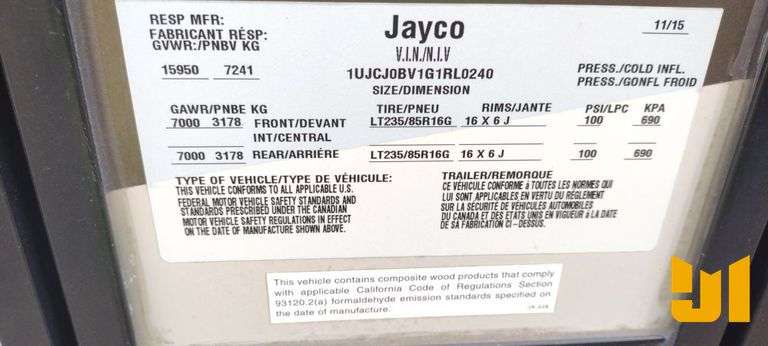 RESP MFR:
FABRICANT RÉSP:
GVWR:/PNBV KG
15950 7241
Jayco
11/15
V.I.N./N.I.V
1UJCJ0BV1G1RL0240
SIZE/DIMENSION
PRESS./COLD INFL.
PRESS./GONFL FROID
GAWR/PNBE KG TIRE/PNEU RIMS/JANTE PSI/LPC KPA
7000 3178 FRONT/DEVANT LT235/85R16G 16 X 6 J 100 690
INT/CENTRAL
7000 3178 REAR/ARRIÉRE LT235/85R16G 16 X 6 J 100 690
TYPE OF VEHICLE/TYPE DE VÉHICULE:
THIS VEHICLE CONFORMS TO ALL APPLICABLE U.S.
FEDERAL MOTOR VEHICLE SAFETY STANDARDS AND
STANDARDS PRESCRIBED UNDER THE CANADIAN
MOTOR VEHICLE SAFETY REGULATIONS IN EFFECT
ON THE DATE OF MANUFACTURE SHOWN ABOVE.
TRAILER/REMORQUE
CE VÉHICULE CONFORME à TOUTES LES NORMES QUI
LUI SONT APPLICABLES EN VERTU DU RÉGLEMENT
SUR LA SÉCURITÉ DE VÉHICULES AUTOMOBILES
DU CANADA ET DES ÉTATS UNIS EN VIGUEUR à LA DATE
DE SA FABRICATION CI-DESSUS.
This vehicle contains composite wood products that comply
with applicable California Code of Regulations Section
93120.2(a) formaldehyde emission standards specified on
the date of manufacture.